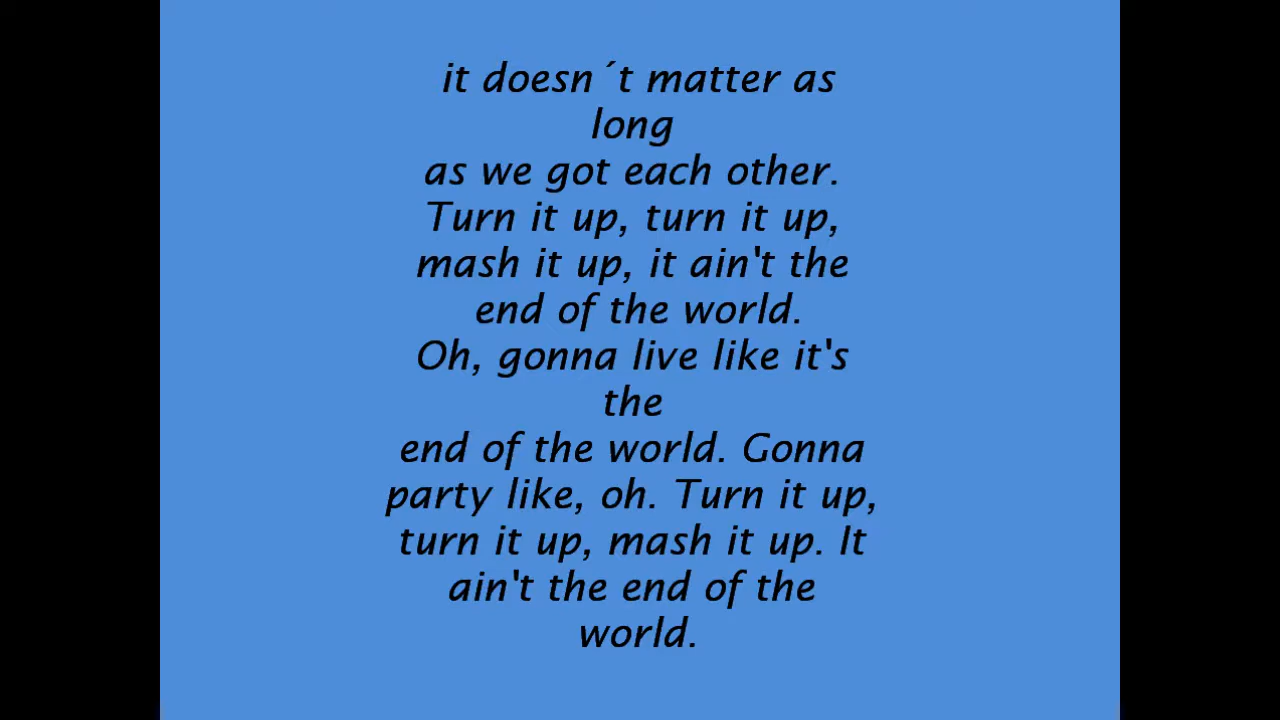 it doesn´t matter as
long
as we got each other.
Turn it up, turn it up,
mash it up, it ain't the
end of the world.
Oh, gonna live like it's
the
end of the world. Gonna
party like, oh. Turn it up,
turn it up, mash it up. It
ain't the end of the
world.